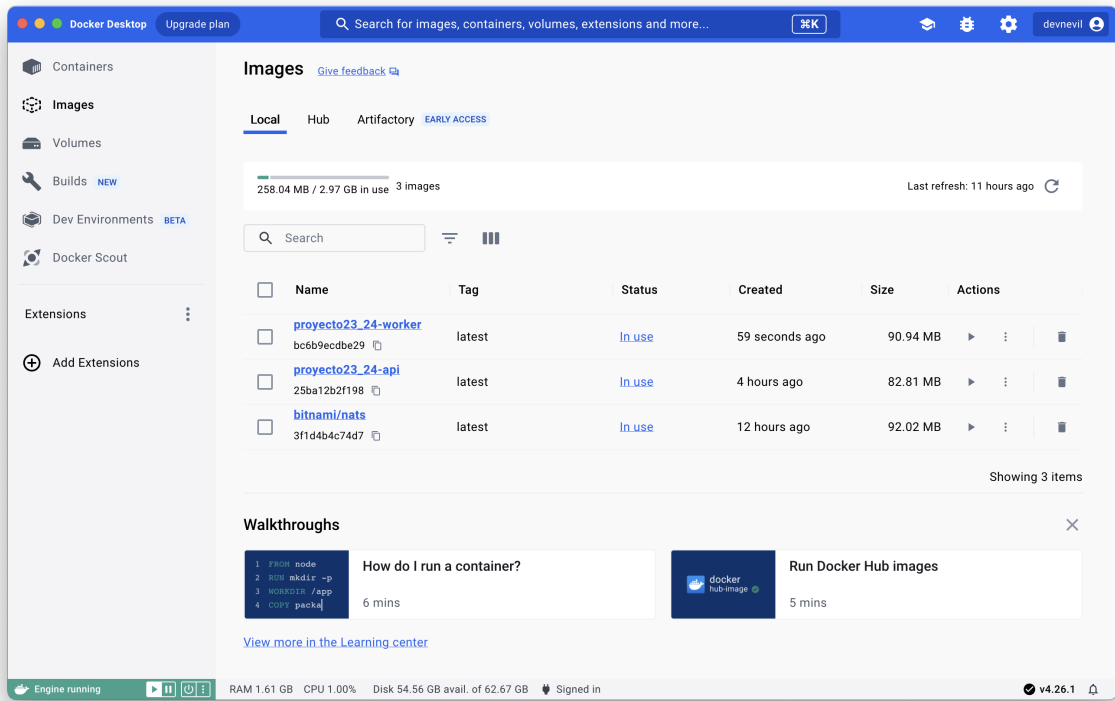 Docker Desktop Upgrade plan Search for images, containers, volumes, extensions and more... ⌘K devnevil
Containers
Images
Volumes
Builds NEW
Dev Environments BETA
Docker Scout
Extensions
Add Extensions
Images Give feedback
Local Hub Artifactory EARLY ACCESS
258.04 MB / 2.97 GB in use 3 images Last refresh: 11 hours ago
Search
Name Tag Status Created Size Actions
proyecto23_24-worker
bc6b9ecdbe29
latest In use 59 seconds ago 90.94 MB
proyecto23_24-api
25ba12b2f198
latest In use 4 hours ago 82.81 MB
bitnami/nats
3f1d4b4c74d7
latest In use 12 hours ago 92.02 MB
Showing 3 items
Walkthroughs
1 FROM node
2 RUN mkdir -p
3 WORKDIR /app
4 COPY packa
How do I run a container?
6 mins
docker
hub-image
Run Docker Hub images
5 mins
View more in the Learning center
Engine running RAM 1.61 GB CPU 1.00% Disk 54.56 GB avail. of 62.67 GB Signed in v4.26.1